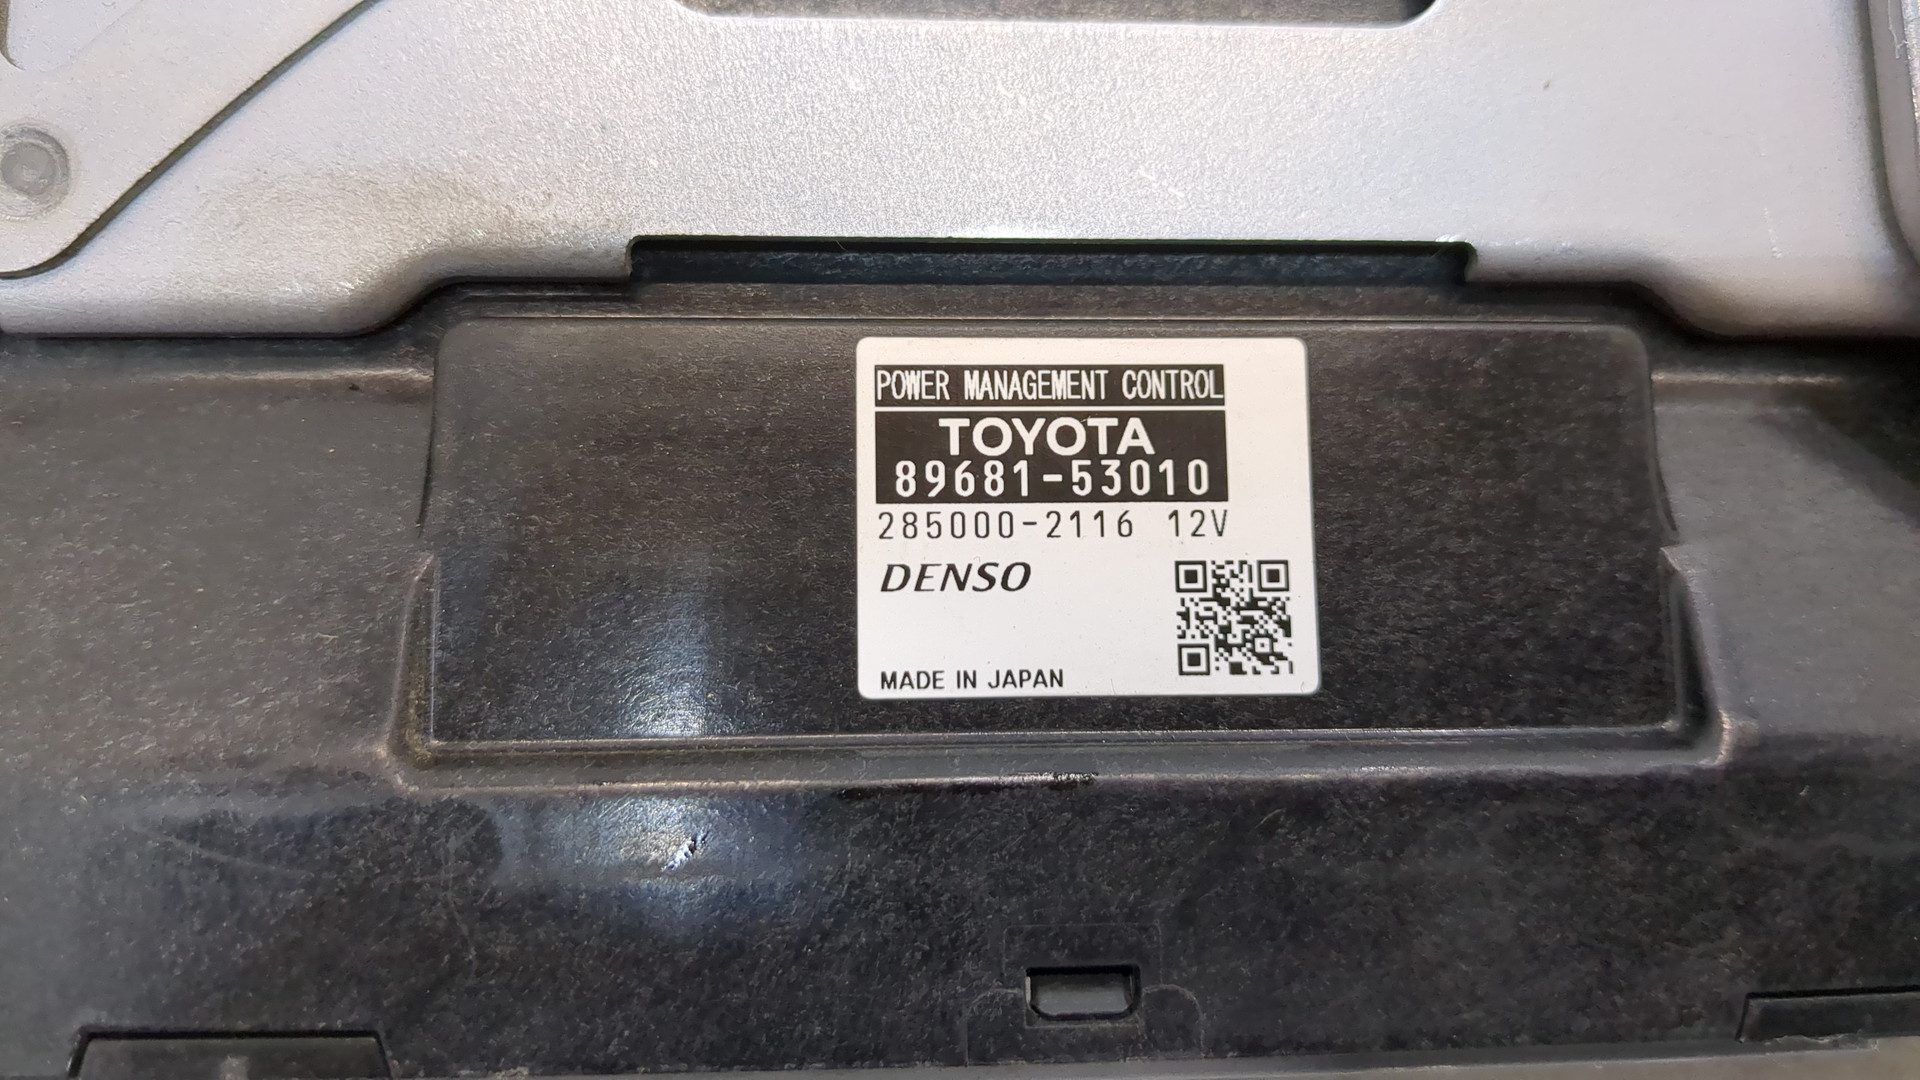 POWER MANAGEMENT CONTROL
TOYOTA
89681-53010
285000-2116 12V
DENSO
MADE IN JAPAN